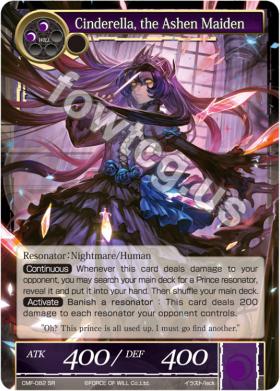 Cinderella, the Ashen Maiden
WILL
fowtcg.us
Resonator:Nightmare/Human
Continuous Whenever this card deals damage to your
opponent, you may search your main deck for a Prince resonator,
reveal it and put it into your hand. Then shuffle your main deck.
Activate Banish a resonator : This card deals 200
damage to each resonator your opponent controls.
"Oh? This prince is all used up. I must go find another."
ATK 400/ DEF 400
CMF-082 SR ©FORCE OF WILL Co.,Ltd.